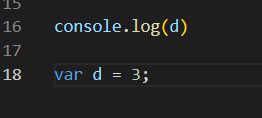 15
16 console.log(d)
17
18 var d = 3;